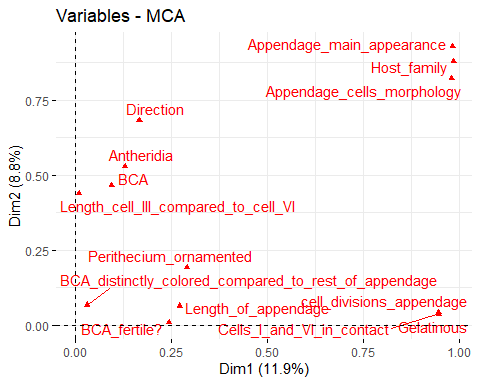 Variables - MCA
Appendage_main_appearance
Host_family
Appendage_cells_morphology
Direction
Antheridia
BCA
Length_cell_III_compared_to_cell_VI
Perithecium_ornamented
BCA_distinctly_colored_compared_to_rest_of_appendage
Length_of_appendage
cell_divisions_appendage
BCA_fertile?
Cells_I_and_VI_in_contact
Gelatinous
0.75
0.50
0.25
0.00
Dim2 (8.8%)
0.00
0.25
0.50
0.75
1.00
Dim1 (11.9%)